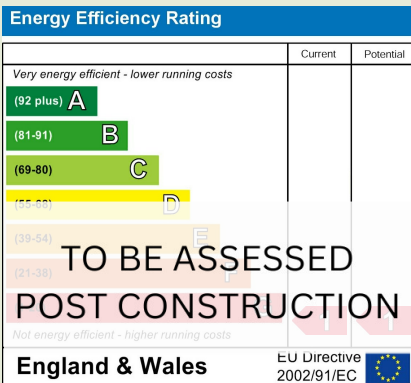 Energy Efficiency Rating
Current Potential
Very energy efficient - lower running costs
(92 plus) A
(81-91) B
(69-80) C
(55-68) D
(39-54) E
TO BE ASSESSED
(21-38) F
POST CONSTRUCTION
1 1
Not energy efficient - higher running costs
England & Wales
EU Directive
2002/91/EC